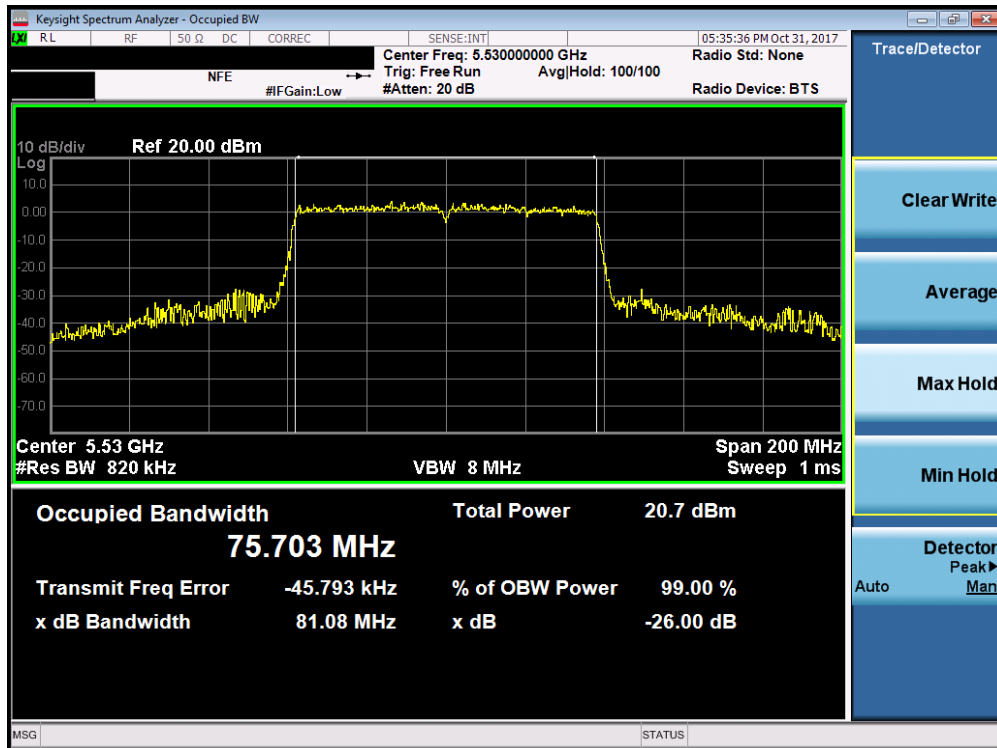 Keysight Spectrum Analyzer - Occupied BW
LXI RL RF 50 Ω DC CORREC SENSE:INT 05:35:36 PM Oct 31, 2017
Center Freq: 5.530000000 GHz Radio Std: None
NFE Trig: Free Run Avg|Hold: 100/100
#IFGain:Low #Atten: 20 dB Radio Device: BTS
10 dB/div Ref 20.00 dBm
Log
10.0
0.00
-10.0
-20.0
-30.0
-40.0
-50.0
-60.0
-70.0
Center 5.53 GHz Span 200 MHz
#Res BW 820 kHz VBW 8 MHz Sweep 1 ms
Occupied Bandwidth Total Power 20.7 dBm
75.703 MHz
Transmit Freq Error -45.793 kHz % of OBW Power 99.00 %
x dB Bandwidth 81.08 MHz x dB -26.00 dB
MSG STATUS
Trace/Detector
Clear Write
Average
Max Hold
Min Hold
Detector
Peak▶
Auto Man